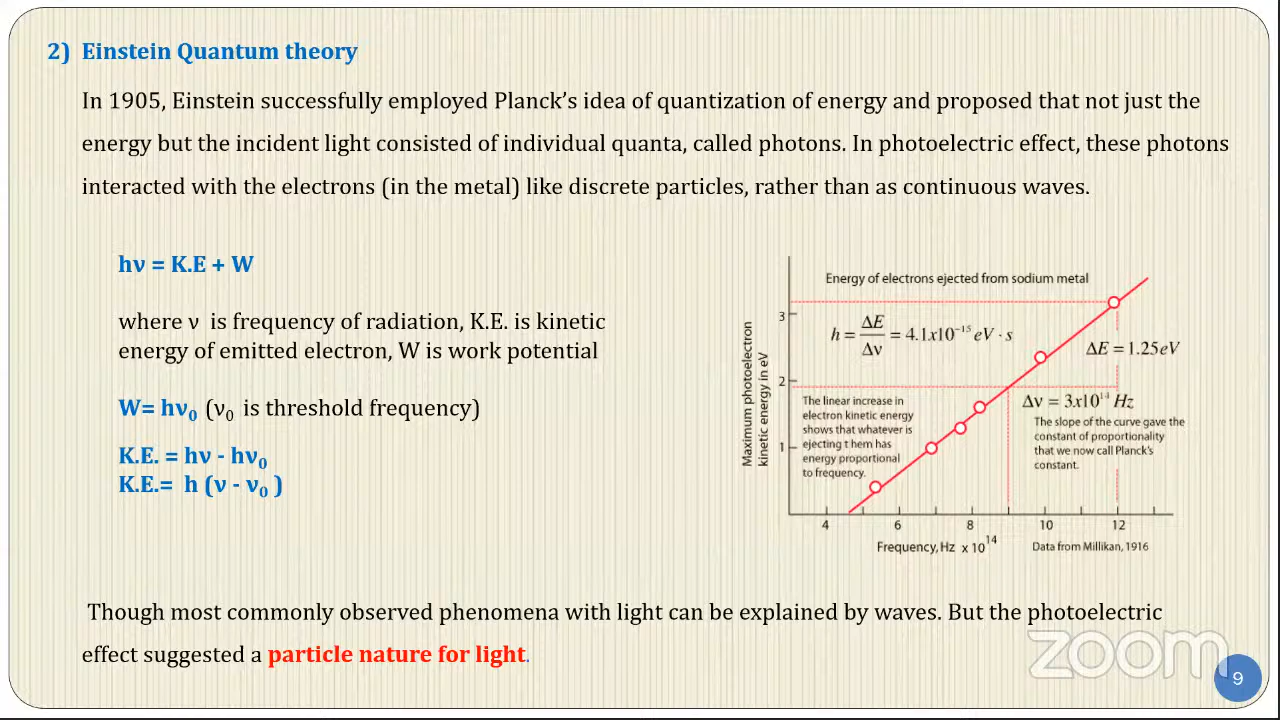 2) Einstein Quantum theory
In 1905, Einstein successfully employed Planck’s idea of quantization of energy and proposed that not just the
energy but the incident light consisted of individual quanta, called photons. In photoelectric effect, these photons
interacted with the electrons (in the metal) like discrete particles, rather than as continuous waves.
hν = K.E + W
where ν is frequency of radiation, K.E. is kinetic
energy of emitted electron, W is work potential
W= hν₀ (ν₀ is threshold frequency)
K.E. = hν - hν₀
K.E.= h (ν - ν₀ )
Energy of electrons ejected from sodium metal
h = ΔE/Δν = 4.1x10⁻¹⁵ eV · s
ΔE = 1.25eV
Δν = 3x10¹⁴ Hz
The linear increase in
electron kinetic energy
shows that whatever is
ejecting t hem has
energy proportional
to frequency.
The slope of the curve gave the
constant of proportionality
that we now call Planck's
constant.
Maximum photoelectron
kinetic energy in eV
3
2
1
4 6 8 10 12
Frequency, Hz x 10¹⁴
Data from Millikan, 1916
Though most commonly observed phenomena with light can be explained by waves. But the photoelectric
effect suggested a particle nature for light.
zoom
9